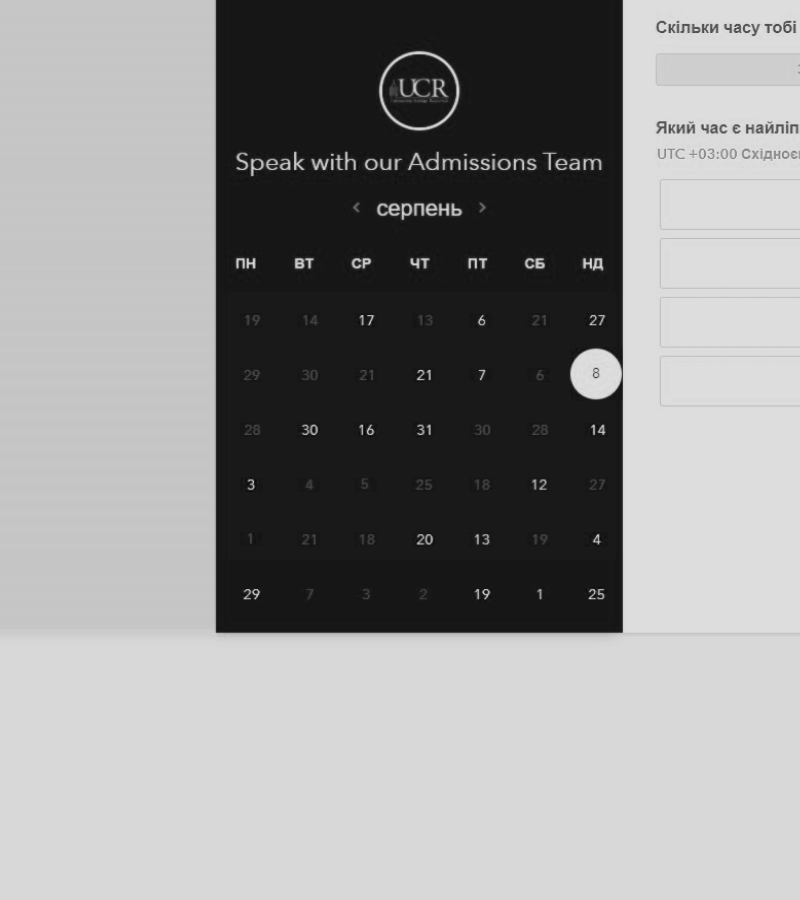 Скільки часу тобі
UCR
Який час є найліп
Speak with our Admissions Team
UTC +03:00 Східноє
серпень
ПН ВТ СР ЧТ ПТ СБ НД
19 14 17 13 6 21 27
29 30 21 21 7 6 8
28 30 16 31 30 28 14
3 4 5 25 18 12 27
1 21 18 20 13 19 4
29 7 3 2 19 1 25